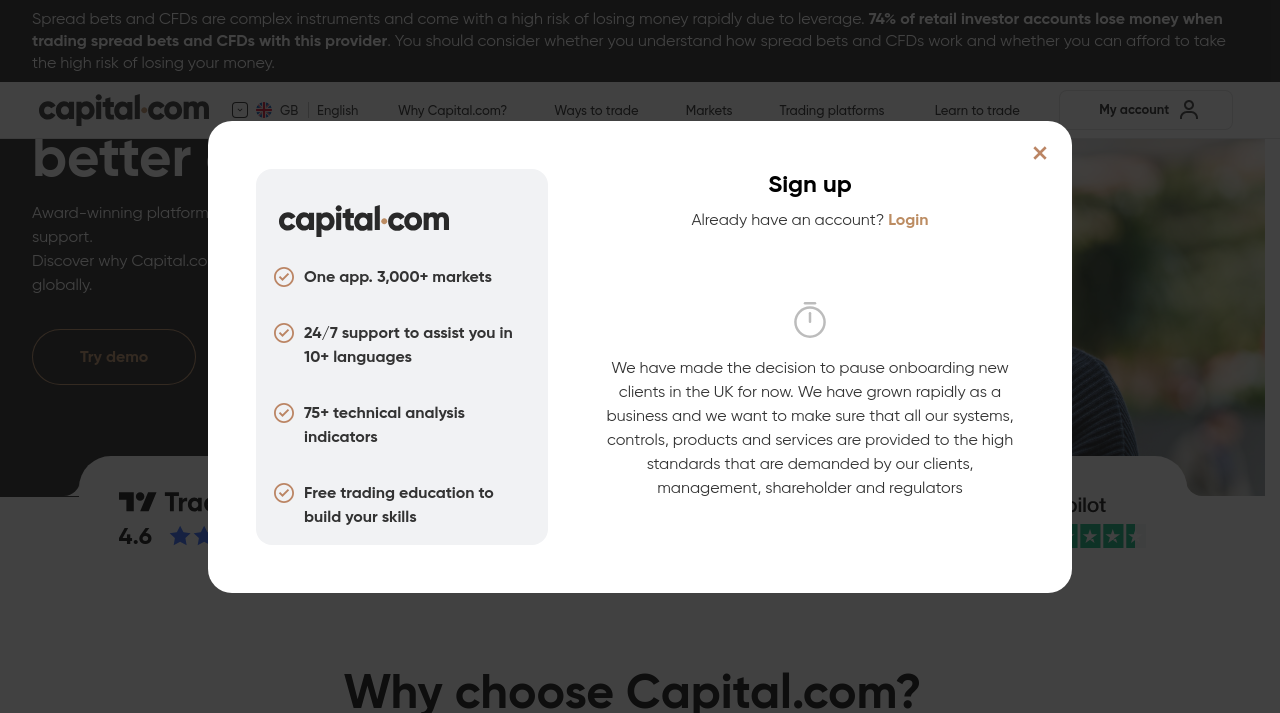 Spread bets and CFDs are complex instruments and come with a high risk of losing money rapidly due to leverage. 74% of retail investor accounts lose money when
trading spread bets and CFDs with this provider. You should consider whether you understand how spread bets and CFDs work and whether you can afford to take
the high risk of losing your money.
capital.com
GB
English
Why Capital.com?
Ways to trade
Markets
Trading platforms
Learn to trade
My account
better
Award-winning platform
support.
Discover why Capital.co
globally.
Try demo
capital.com
One app. 3,000+ markets
24/7 support to assist you in
10+ languages
75+ technical analysis
indicators
Free trading education to
build your skills
Sign up
Already have an account? Login
We have made the decision to pause onboarding new
clients in the UK for now. We have grown rapidly as a
business and we want to make sure that all our systems,
controls, products and services are provided to the high
standards that are demanded by our clients,
management, shareholder and regulators
Trad
4.6
pilot
Why choose Capital.com?